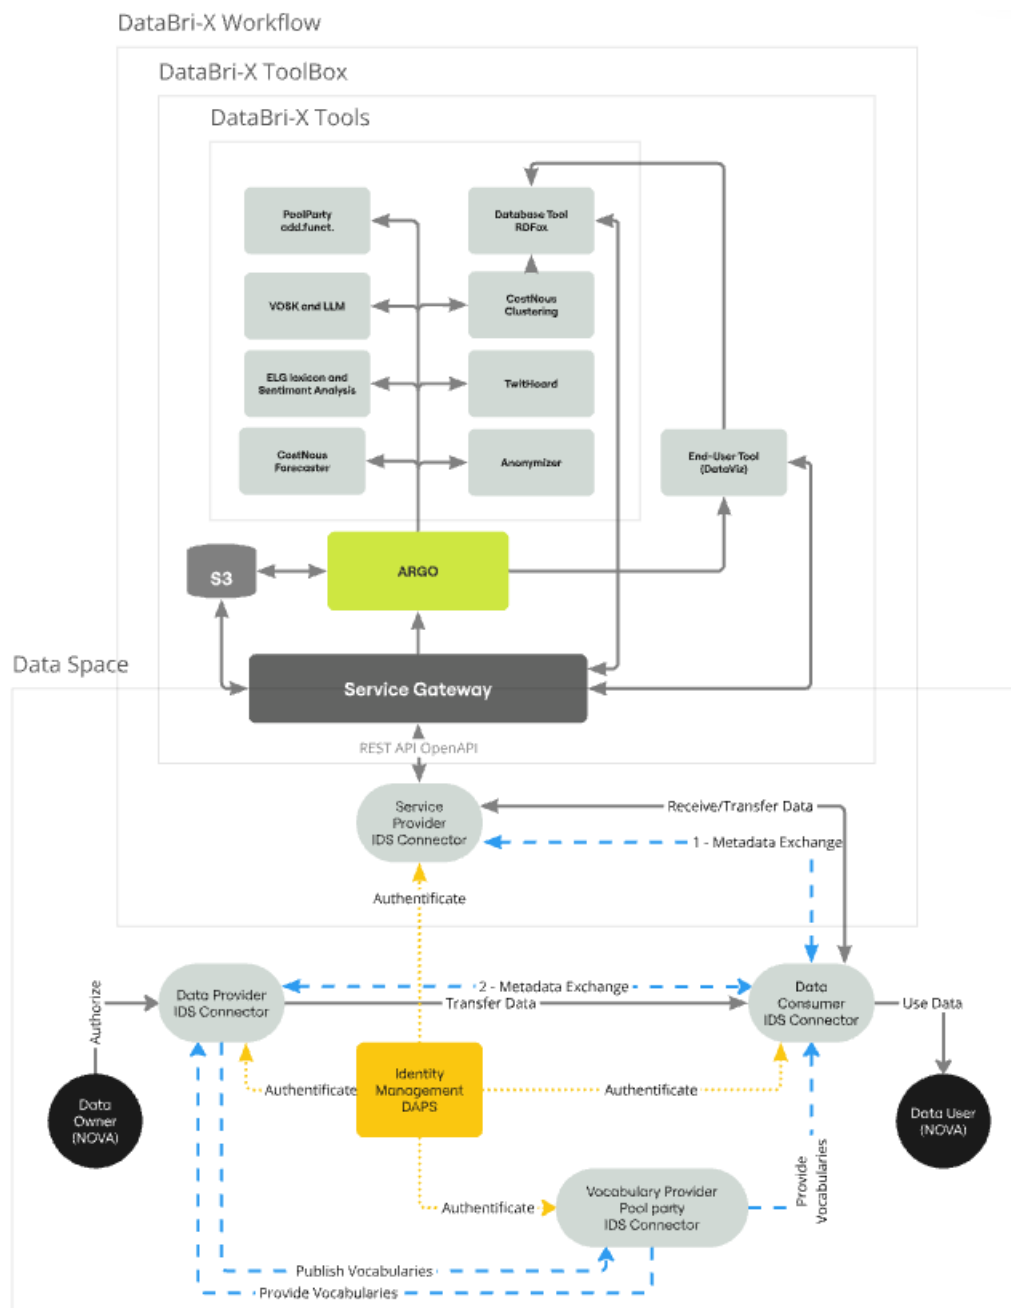 DataBri-X Workflow
DataBri-X ToolBox
DataBri-X Tools
PoolParty
add.funct.
Database Tool
RDFox
VOSK and LLM
CostNous
Clustering
ELG lexicon and
Sentimant Analysis
TwitHoard
CostNous
Forecaster
Anonymizer
End-User Tool
(DataViz)
S3
ARGO
Data Space
Service Gateway
REST API OpenAPI
Service
Provider
IDS Connector
Receive/Transfer Data
1 - Metadata Exchange
Authentificate
Authorize
Data Provider
IDS Connector
2 - Metadata Exchange
Transfer Data
Data
Consumer
IDS Connector
Use Data
Data
Owner
(NOVA)
Authentificate
Identity
Management
DAPS
Authentificate
Data User
(NOVA)
Provide
Vocabularies
Authentificate
Vocabulary Provider
Pool party
IDS Connector
Publish Vocabularies
Provide Vocabularies